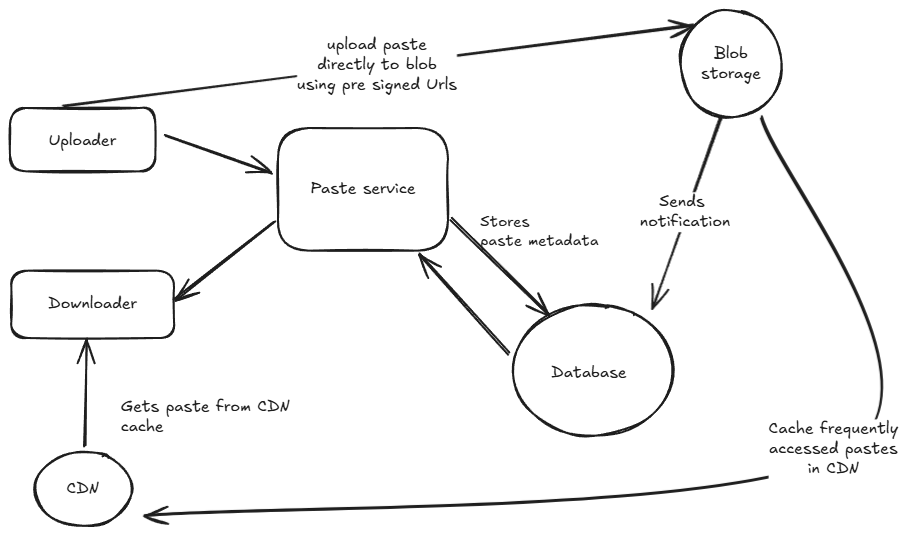 upload paste
directly to blob
using pre signed Urls
Blob
storage
Uploader
Paste service
Sends
notification
Stores
paste metadata
Downloader
Database
Gets paste from CDN
cache
Cache frequently
accessed pastes
in CDN
CDN